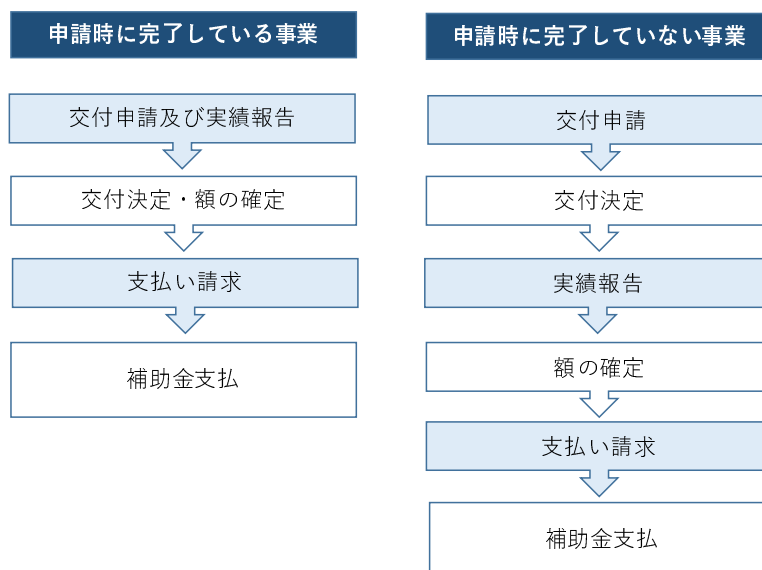 申請時に完了している事業
交付申請及び実績報告
交付決定・額の確定
支払い請求
補助金支払
申請時に完了していない事業
交付申請
交付決定
実績報告
額の確定
支払い請求
補助金支払